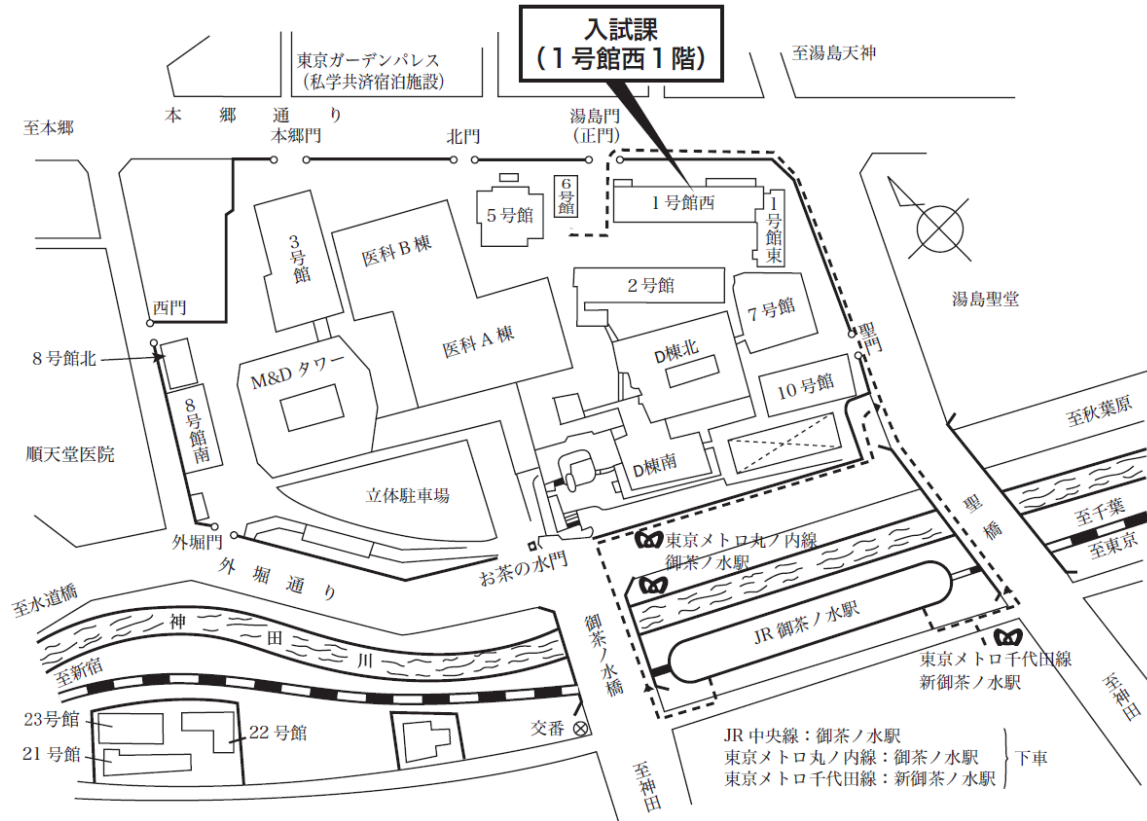 入試課
（１号館西１階）
東京ガーデンパレス
（私学共済宿泊施設）
至湯島天神
本郷通り
至本郷
本郷門
北門
湯島門
（正門）
6号館
5号館
1号館西
1号館東
3号館
医科B棟
2号館
7号館
湯島聖堂
西門
医科A棟
聖門
8号館北
M&Dタワー
D棟北
10号館
8号館南
至秋葉原
順天堂医院
D棟南
立体駐車場
聖橋
至千葉
至東京
外堀門
東京メトロ丸ノ内線
御茶ノ水駅
お茶の水門
外堀通り
至水道橋
神田川
御茶ノ水橋
JR御茶ノ水駅
至新宿
東京メトロ千代田線
新御茶ノ水駅
至神田
23号館
22号館
21号館
交番
至神田
JR中央線：御茶ノ水駅
東京メトロ丸ノ内線：御茶ノ水駅
東京メトロ千代田線：新御茶ノ水駅
下車